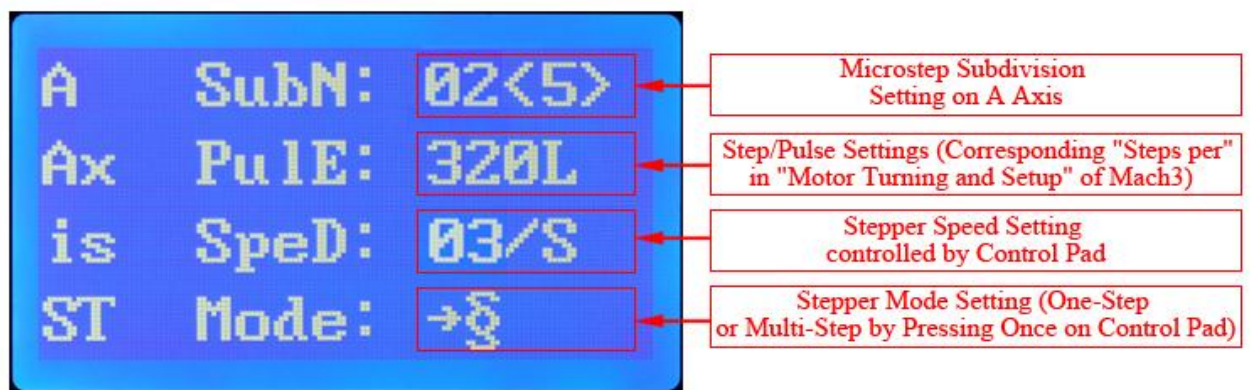 A SubN: 02<5>
Microstep Subdivision
Setting on A Axis
Ax PulE: 320L
Step/Pulse Settings (Corresponding "Steps per"
in "Motor Turning and Setup" of Mach3)
is SpeD: 03/S
Stepper Speed Setting
controlled by Control Pad
ST Mode: →§
Stepper Mode Setting (One-Step
or Multi-Step by Pressing Once on Control Pad)